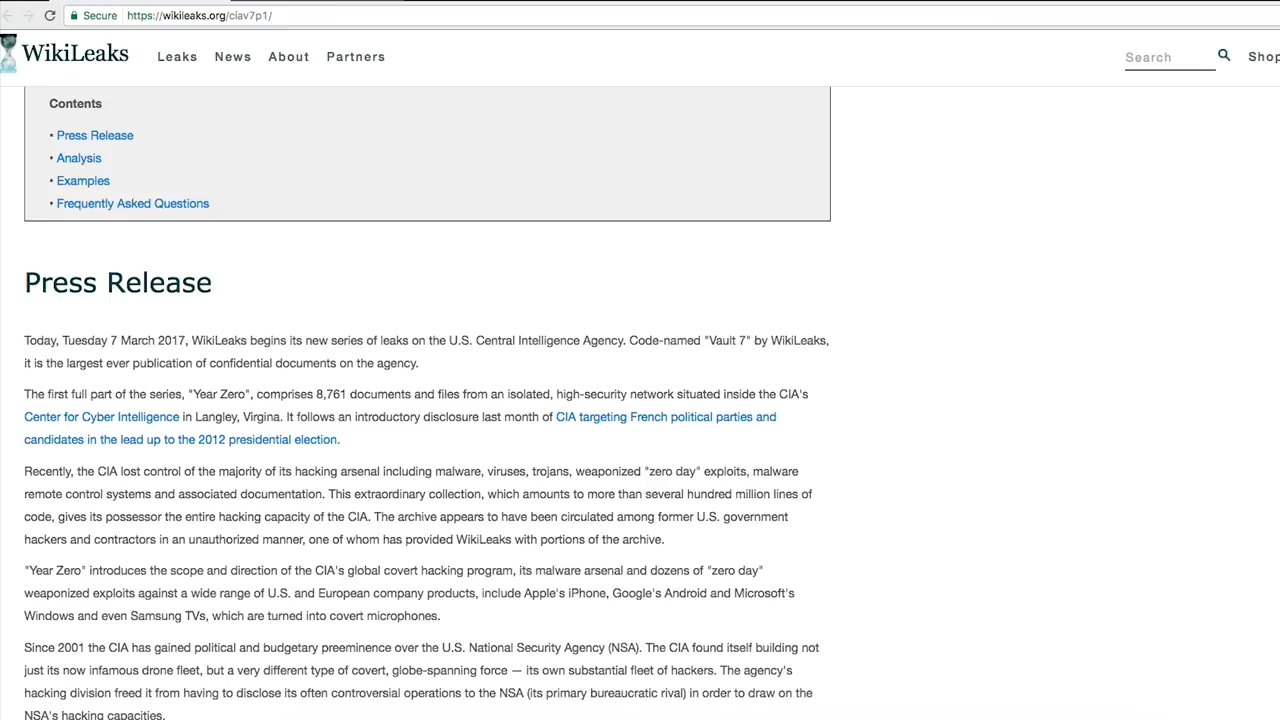 Secure https://wikileaks.org/ciav7p1/
WikiLeaks Leaks News About Partners Search Shop
Contents
• Press Release
• Analysis
• Examples
• Frequently Asked Questions
Press Release
Today, Tuesday 7 March 2017, WikiLeaks begins its new series of leaks on the U.S. Central Intelligence Agency. Code-named "Vault 7" by WikiLeaks,
it is the largest ever publication of confidential documents on the agency.
The first full part of the series, "Year Zero", comprises 8,761 documents and files from an isolated, high-security network situated inside the CIA's
Center for Cyber Intelligence in Langley, Virgina. It follows an introductory disclosure last month of CIA targeting French political parties and
candidates in the lead up to the 2012 presidential election.
Recently, the CIA lost control of the majority of its hacking arsenal including malware, viruses, trojans, weaponized "zero day" exploits, malware
remote control systems and associated documentation. This extraordinary collection, which amounts to more than several hundred million lines of
code, gives its possessor the entire hacking capacity of the CIA. The archive appears to have been circulated among former U.S. government
hackers and contractors in an unauthorized manner, one of whom has provided WikiLeaks with portions of the archive.
"Year Zero" introduces the scope and direction of the CIA's global covert hacking program, its malware arsenal and dozens of "zero day"
weaponized exploits against a wide range of U.S. and European company products, include Apple's iPhone, Google's Android and Microsoft's
Windows and even Samsung TVs, which are turned into covert microphones.
Since 2001 the CIA has gained political and budgetary preeminence over the U.S. National Security Agency (NSA). The CIA found itself building not
just its now infamous drone fleet, but a very different type of covert, globe-spanning force — its own substantial fleet of hackers. The agency's
hacking division freed it from having to disclose its often controversial operations to the NSA (its primary bureaucratic rival) in order to draw on the
NSA's hacking capacities.